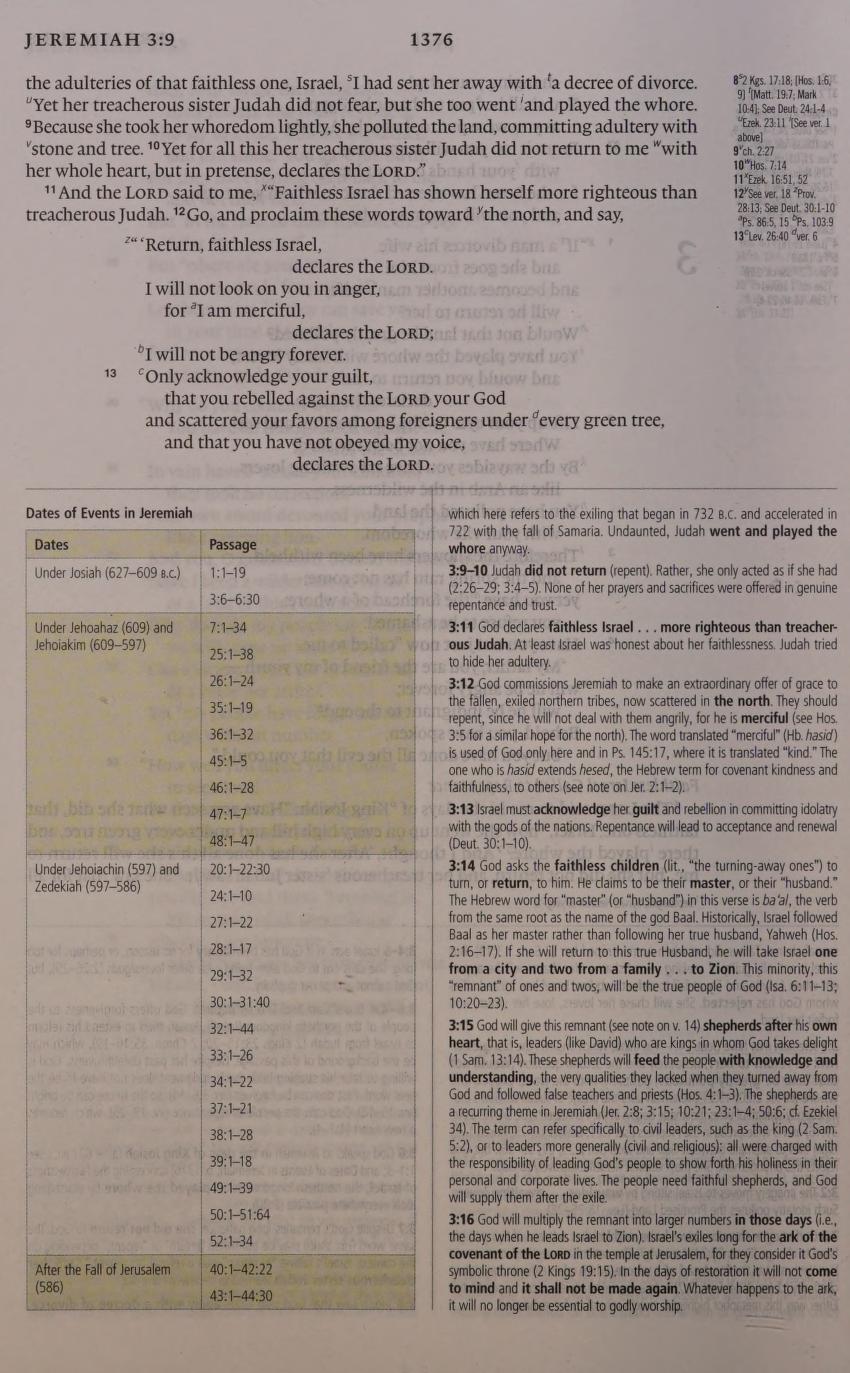 JEREMIAH 3:9
1376
the adulteries of that faithless one, Israel, ˢI had sent her away with ᵗa decree of divorce.
ᵘYet her treacherous sister Judah did not fear, but she too went ᶠand played the whore.
⁹Because she took her whoredom lightly, she polluted the land, committing adultery with
ᵛstone and tree. ¹⁰Yet for all this her treacherous sister Judah did not return to me ʷwith
her whole heart, but in pretense, declares the LORD.”
¹¹And the LORD said to me, ˣ“Faithless Israel has shown herself more righteous than
treacherous Judah. ¹²Go, and proclaim these words toward ʸthe north, and say,
ᶻ“‘Return, faithless Israel,
declares the LORD.
I will not look on you in anger,
for ᵃI am merciful,
declares the LORD;
ᵇI will not be angry forever.
13 ᶜOnly acknowledge your guilt,
that you rebelled against the LORD your God
and scattered your favors among foreigners under ᵈevery green tree,
and that you have not obeyed my voice,
declares the LORD.
8 ˢ2 Kgs. 17:18; [Hos. 1:6,
9] ᵗ[Matt. 19:7; Mark
10:4]; See Deut. 24:1-4
ᵘEzek. 23:11 ᶠ[See ver. 1
above]
9 ᵛch. 2:27
10 ʷHos. 7:14
11 ˣEzek. 16:51, 52
12 ʸSee ver. 18 ᶻProv.
28:13; See Deut. 30:1-10
ᵃPs. 86:5, 15 ᵇPs. 103:9
13 ᶜLev. 26:40 ᵈver. 6
Dates of Events in Jeremiah
Dates Passage
Under Josiah (627–609 B.C.) 1:1–19
3:6–6:30
Under Jehoahaz (609) and 7:1–34
Jehoiakim (609–597)
25:1–38
26:1–24
35:1–19
36:1–32
45:1–5
46:1–28
47:1–7
48:1–47
Under Jehoiachin (597) and 20:1–22:30
Zedekiah (597–586)
24:1–10
27:1–22
28:1–17
29:1–32
30:1–31:40
32:1–44
33:1–26
34:1–22
37:1–21
38:1–28
39:1–18
49:1–39
50:1–51:64
52:1–34
After the Fall of Jerusalem 40:1–42:22
(586)
43:1–44:30
which here refers to the exiling that began in 732 B.C. and accelerated in
722 with the fall of Samaria. Undaunted, Judah went and played the
whore anyway.
3:9–10 Judah did not return (repent). Rather, she only acted as if she had
(2:26–29; 3:4–5). None of her prayers and sacrifices were offered in genuine
repentance and trust.
3:11 God declares faithless Israel . . . more righteous than treacher-
ous Judah. At least Israel was honest about her faithlessness. Judah tried
to hide her adultery.
3:12 God commissions Jeremiah to make an extraordinary offer of grace to
the fallen, exiled northern tribes, now scattered in the north. They should
repent, since he will not deal with them angrily, for he is merciful (see Hos.
3:5 for a similar hope for the north). The word translated “merciful” (Hb. hasid)
is used of God only here and in Ps. 145:17, where it is translated “kind.” The
one who is hasid extends hesed, the Hebrew term for covenant kindness and
faithfulness, to others (see note on Jer. 2:1–2).
3:13 Israel must acknowledge her guilt and rebellion in committing idolatry
with the gods of the nations. Repentance will lead to acceptance and renewal
(Deut. 30:1–10).
3:14 God asks the faithless children (lit., “the turning-away ones”) to
turn, or return, to him. He claims to be their master, or their “husband.”
The Hebrew word for “master” (or “husband”) in this verse is ba‘al, the verb
from the same root as the name of the god Baal. Historically, Israel followed
Baal as her master rather than following her true husband, Yahweh (Hos.
2:16–17). If she will return to this true Husband, he will take Israel one
from a city and two from a family . . . to Zion. This minority, this
“remnant” of ones and twos, will be the true people of God (Isa. 6:11–13;
10:20–23).
3:15 God will give this remnant (see note on v. 14) shepherds after his own
heart, that is, leaders (like David) who are kings in whom God takes delight
(1 Sam. 13:14). These shepherds will feed the people with knowledge and
understanding, the very qualities they lacked when they turned away from
God and followed false teachers and priests (Hos. 4:1–3). The shepherds are
a recurring theme in Jeremiah (Jer. 2:8; 3:15; 10:21; 23:1–4; 50:6; cf. Ezekiel
34). The term can refer specifically to civil leaders, such as the king (2 Sam.
5:2), or to leaders more generally (civil and religious): all were charged with
the responsibility of leading God’s people to show forth his holiness in their
personal and corporate lives. The people need faithful shepherds, and God
will supply them after the exile.
3:16 God will multiply the remnant into larger numbers in those days (i.e.,
the days when he leads Israel to Zion). Israel’s exiles long for the ark of the
covenant of the LORD in the temple at Jerusalem, for they consider it God’s
symbolic throne (2 Kings 19:15). In the days of restoration it will not come
to mind and it shall not be made again. Whatever happens to the ark,
it will no longer be essential to godly worship.